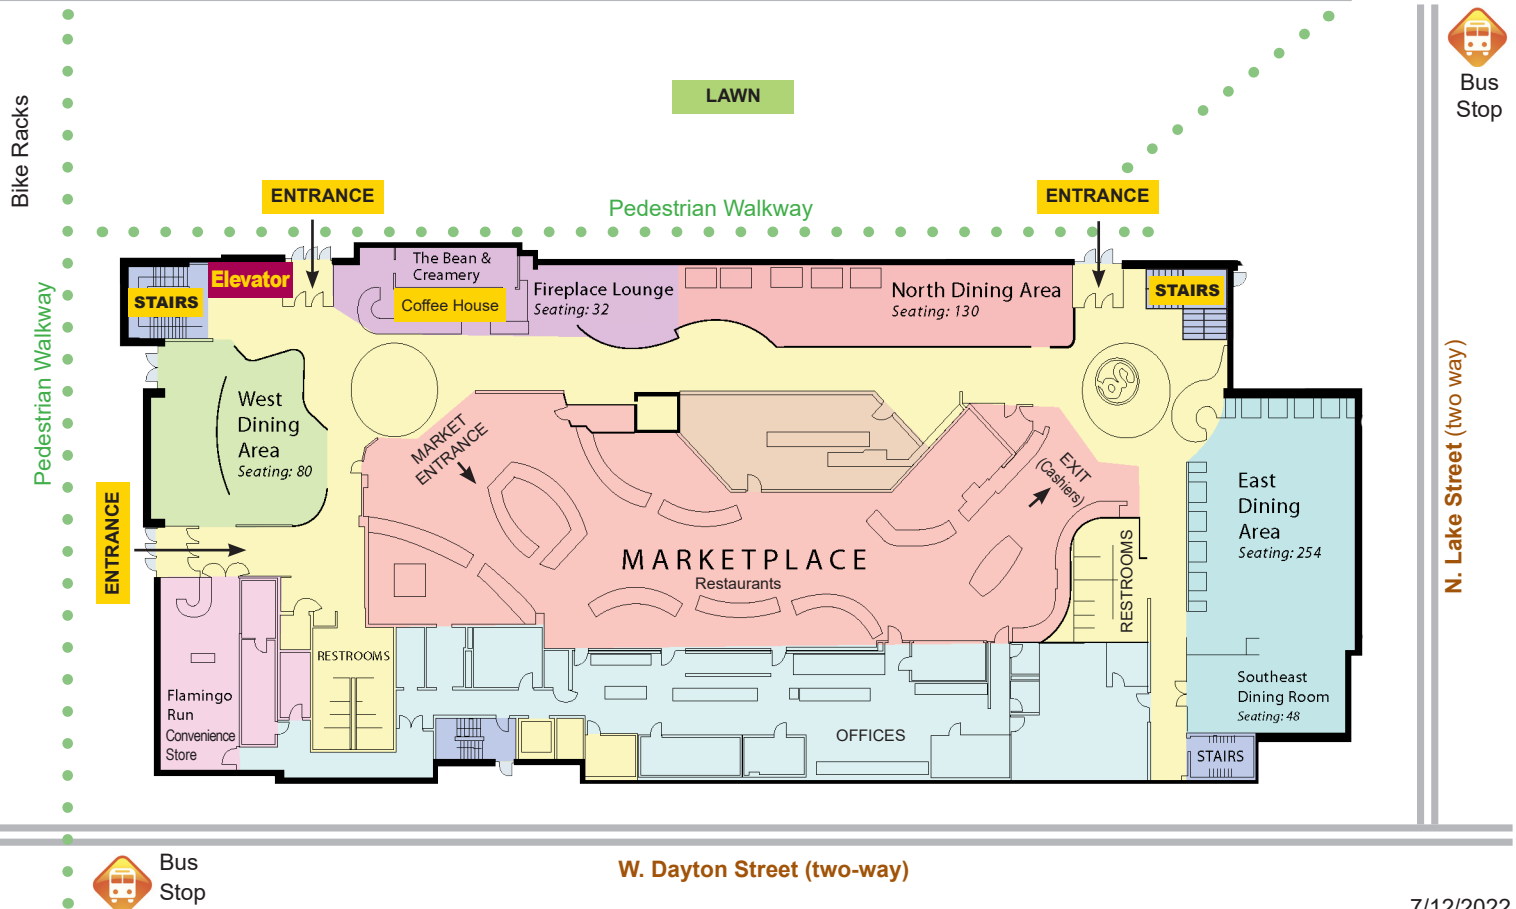 Bus
Stop
Bike Racks
LAWN
ENTRANCE
Pedestrian Walkway
ENTRANCE
The Bean &
Creamery
Coffee House
Elevator
STAIRS
Fireplace Lounge
Seating: 32
North Dining Area
Seating: 130
STAIRS
Pedestrian Walkway
West
Dining
Area
Seating: 80
MARKET
ENTRANCE
EXIT
(Cashiers)
East
Dining
Area
Seating: 254
N. Lake Street (two way)
ENTRANCE
MARKETPLACE
Restaurants
RESTROOMS
RESTROOMS
Flamingo
Run
Convenience
Store
OFFICES
Southeast
Dining Room
Seating: 48
STAIRS
Bus
Stop
W. Dayton Street (two-way)
7/12/2022